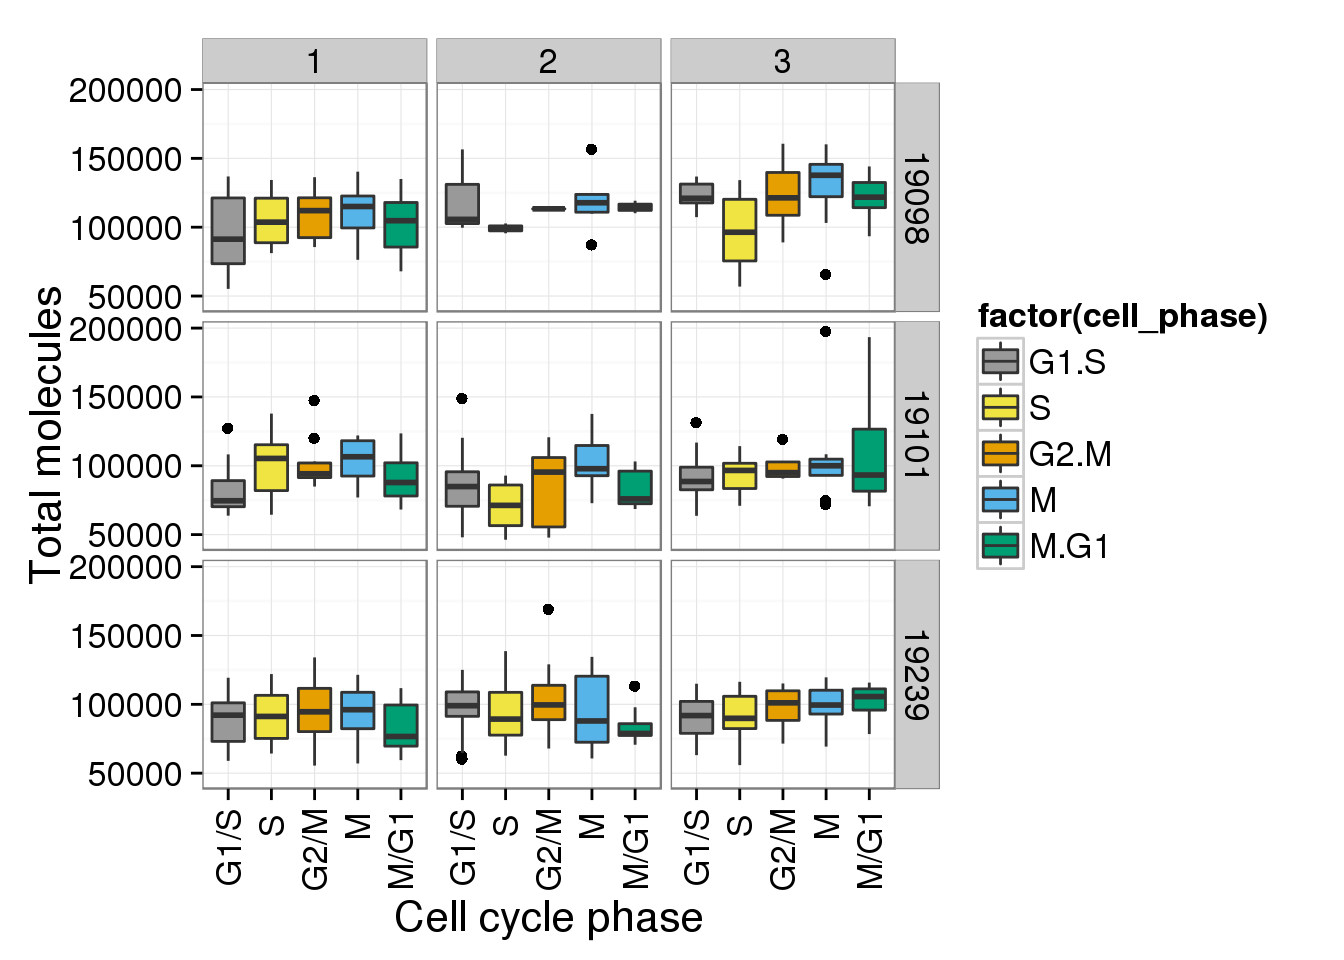 1 2 3
200000
150000
100000
50000
19098
200000
150000
100000
50000
19101
200000
150000
100000
50000
19239
Total molecules
G1/S S G2/M M M/G1 G1/S S G2/M M M/G1 G1/S S G2/M M M/G1
Cell cycle phase
factor(cell_phase)
G1.S
S
G2.M
M
M.G1